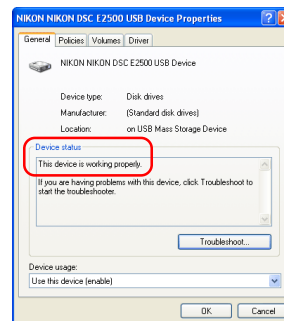 NIKON NIKON DSC E2500 USB Device Properties
General Policies Volumes Driver
NIKON NIKON DSC E2500 USB Device
Device type: Disk drives
Manufacturer: (Standard disk drives)
Location: on USB Mass Storage Device
Device status
This device is working properly.
If you are having problems with this device, click Troubleshoot to
start the troubleshooter.
Troubleshoot...
Device usage:
Use this device (enable)
OK Cancel